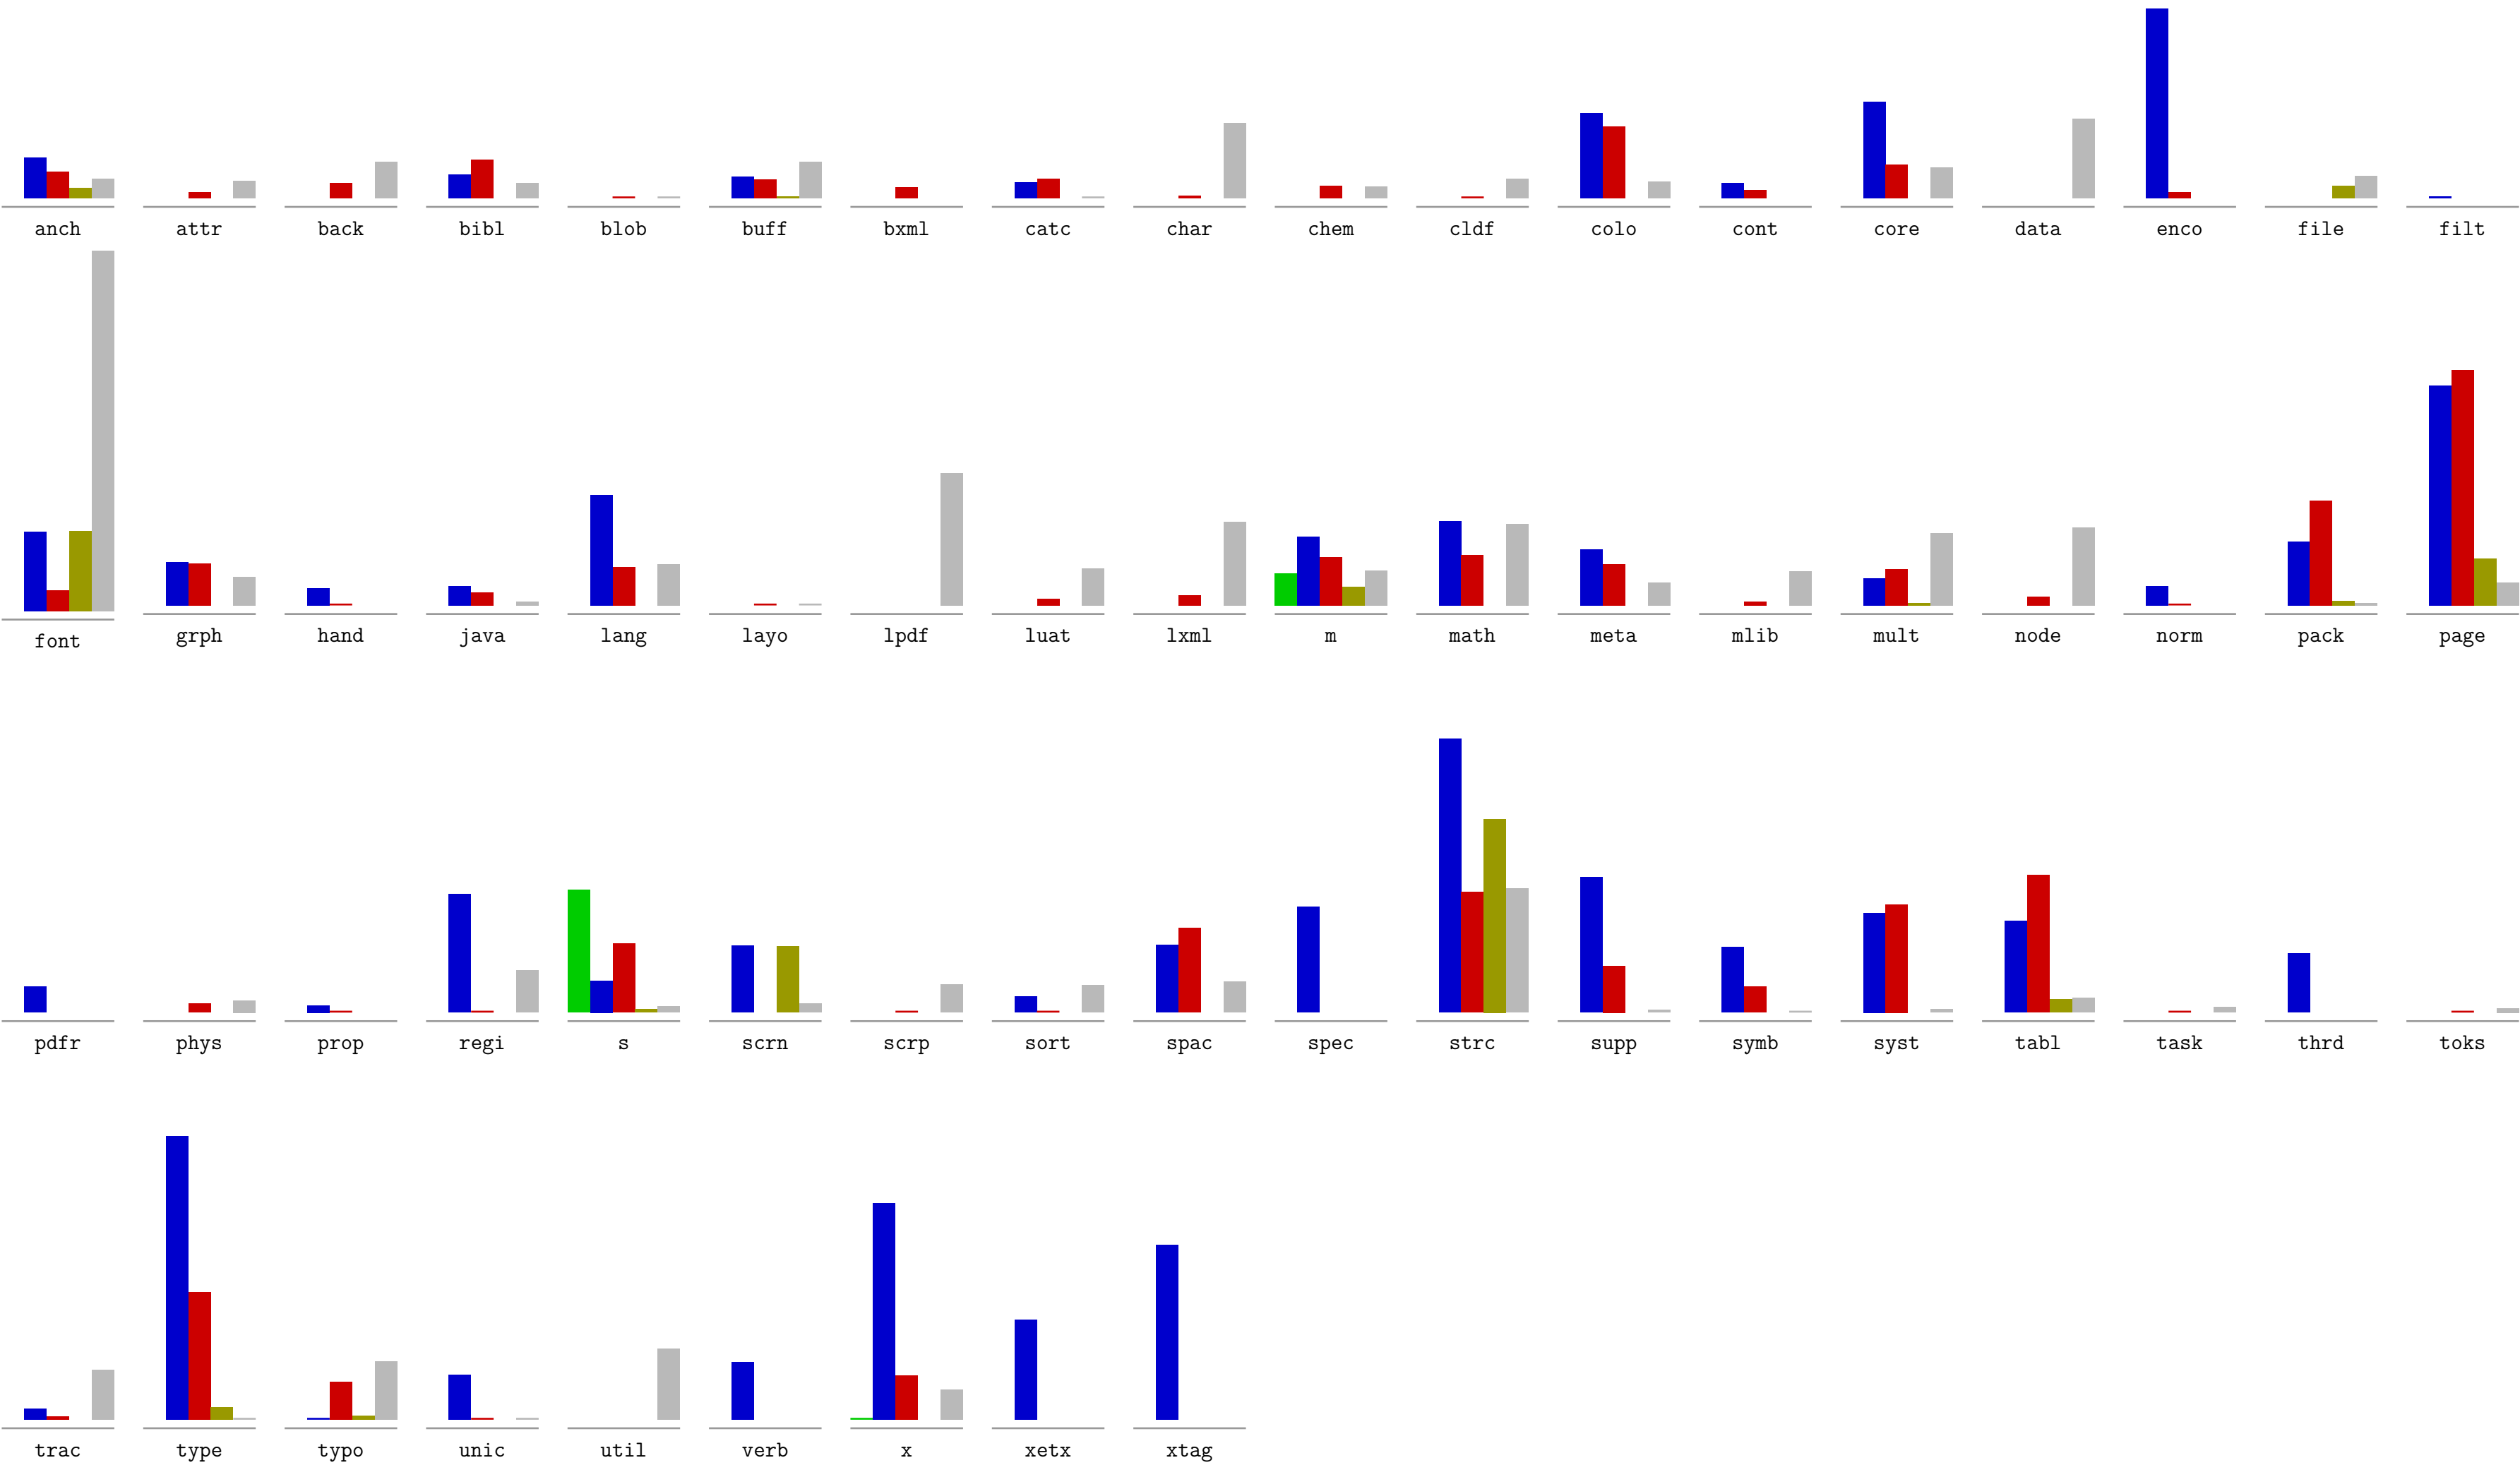 anch attr back bibl blob buff bxml catc char chem cldf colo cont core data enco file filt
font grph hand java lang layo lpdf luat lxml m math meta mlib mult node norm pack page
pdfr phys prop regi s scrn scrp sort spac spec strc supp symb syst tabl task thrd toks
trac type typo unic util verb x xetx xtag